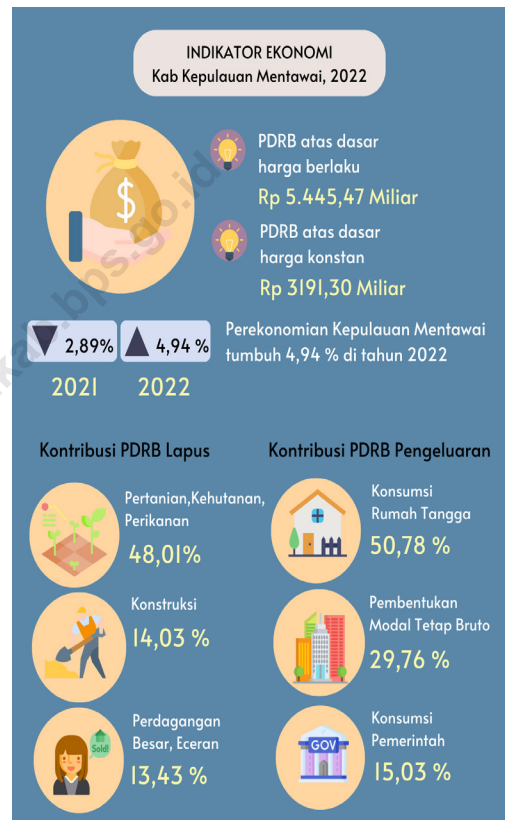 INDIKATOR EKONOMI
Kab Kepulauan Mentawai, 2022
PDRB atas dasar
harga berlaku
Rp 5.445,47 Miliar
PDRB atas dasar
harga konstan
Rp 3191,30 Miliar
$
2,89%
4,94 %
2021
2022
Perekonomian Kepulauan Mentawai
tumbuh 4,94 % di tahun 2022
Kontribusi PDRB Lapus
Pertanian,Kehutanan,
Perikanan
48,01%
Konstruksi
14,03 %
Perdagangan
Besar, Eceran
13,43 %
Sold!
Kontribusi PDRB Pengeluaran
Konsumsi
Rumah Tangga
50,78 %
Pembentukan
Modal Tetap Bruto
29,76 %
Konsumsi
Pemerintah
15,03 %
GOV
.bps.go.id